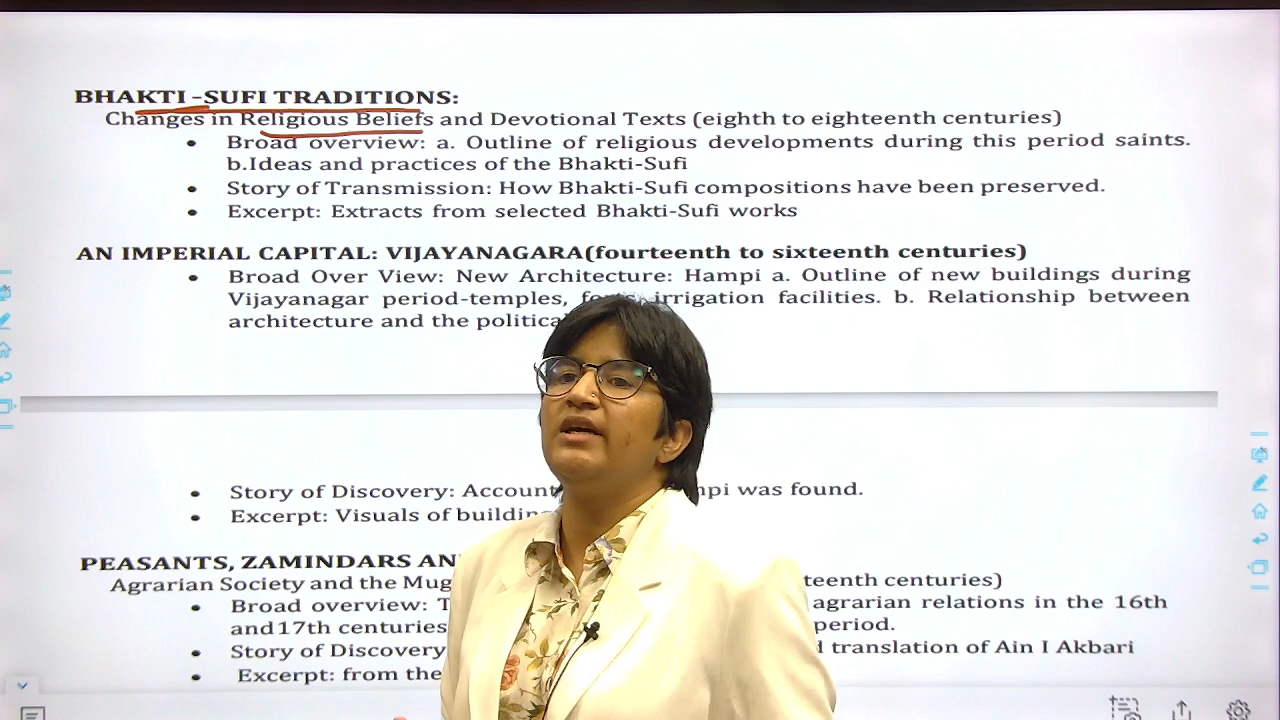 BHAKTI –SUFI TRADITIONS:
Changes in Religious Beliefs and Devotional Texts (eighth to eighteenth centuries)
• Broad overview: a. Outline of religious developments during this period saints.
b.Ideas and practices of the Bhakti-Sufi
• Story of Transmission: How Bhakti-Sufi compositions have been preserved.
• Excerpt: Extracts from selected Bhakti-Sufi works
AN IMPERIAL CAPITAL: VIJAYANAGARA(fourteenth to sixteenth centuries)
• Broad Over View: New Architecture: Hampi a. Outline of new buildings during
Vijayanagar period-temples, irrigation facilities. b. Relationship between
architecture and the politica
• Story of Discovery: Account mpi was found.
• Excerpt: Visuals of buildin
PEASANTS, ZAMINDARS AN
Agrarian Society and the Mug teenth centuries)
• Broad overview: agrarian relations in the 16th
and17th centuries period.
• Story of Discovery translation of Ain I Akbari
• Excerpt: from the